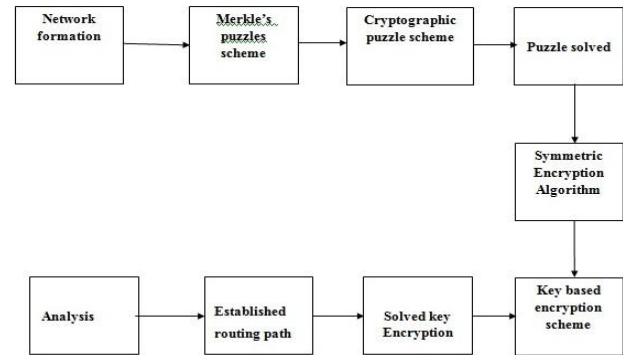 Network
formation
Merkle's
puzzles
scheme
Cryptographic
puzzle scheme
Puzzle solved
Symmetric
Encryption
Algorithm
Analysis
Established
routing path
Solved key
Encryption
Key based
encryption
scheme